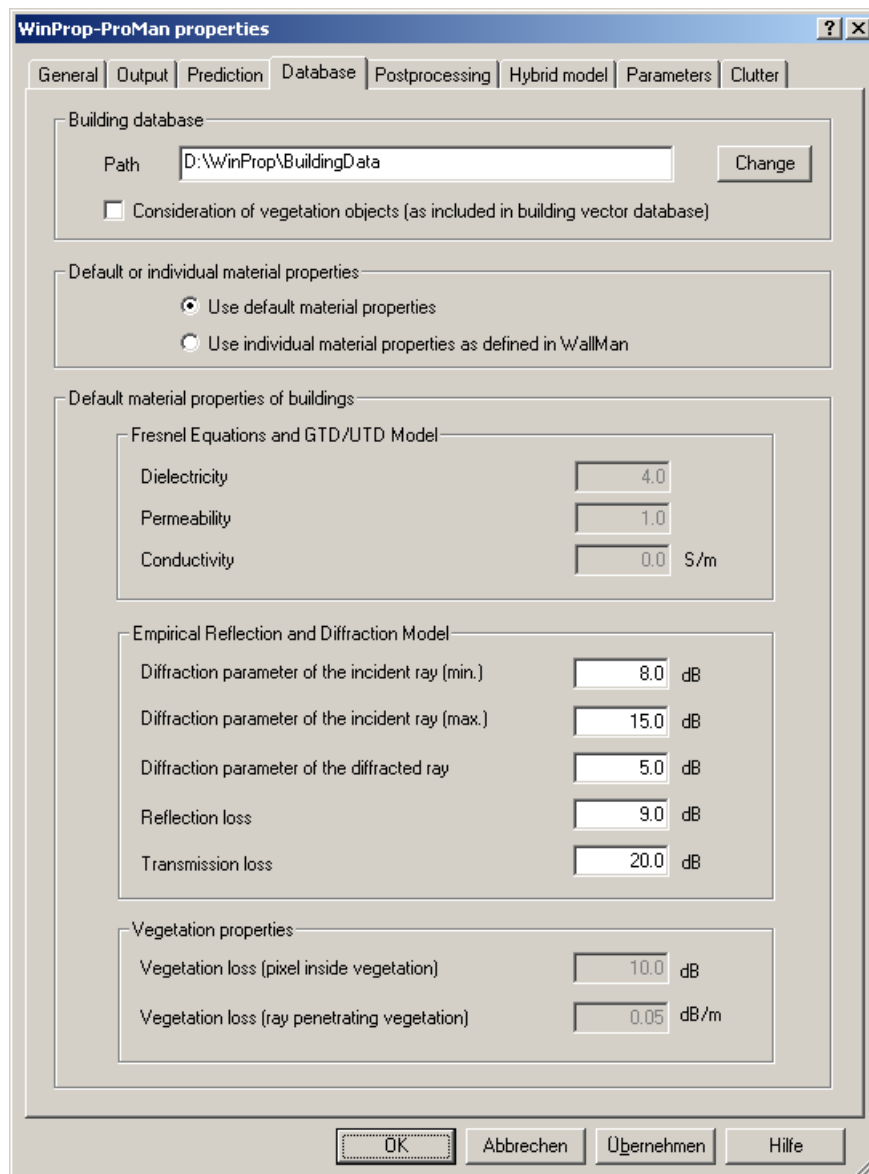 WinProp-ProMan properties
General Output Prediction Database Postprocessing Hybrid model Parameters Clutter
Building database
Path D:\WinProp\BuildingData Change
Consideration of vegetation objects (as included in building vector database)
Default or individual material properties
Use default material properties
Use individual material properties as defined in WallMan
Default material properties of buildings
Fresnel Equations and GTD/UTD Model
Dielectricity 4.0
Permeability 1.0
Conductivity 0.0 S/m
Empirical Reflection and Diffraction Model
Diffraction parameter of the incident ray (min.) 8.0 dB
Diffraction parameter of the incident ray (max.) 15.0 dB
Diffraction parameter of the diffracted ray 5.0 dB
Reflection loss 9.0 dB
Transmission loss 20.0 dB
Vegetation properties
Vegetation loss (pixel inside vegetation) 10.0 dB
Vegetation loss (ray penetrating vegetation) 0.05 dB/m
OK Abbrechen Übernehmen Hilfe